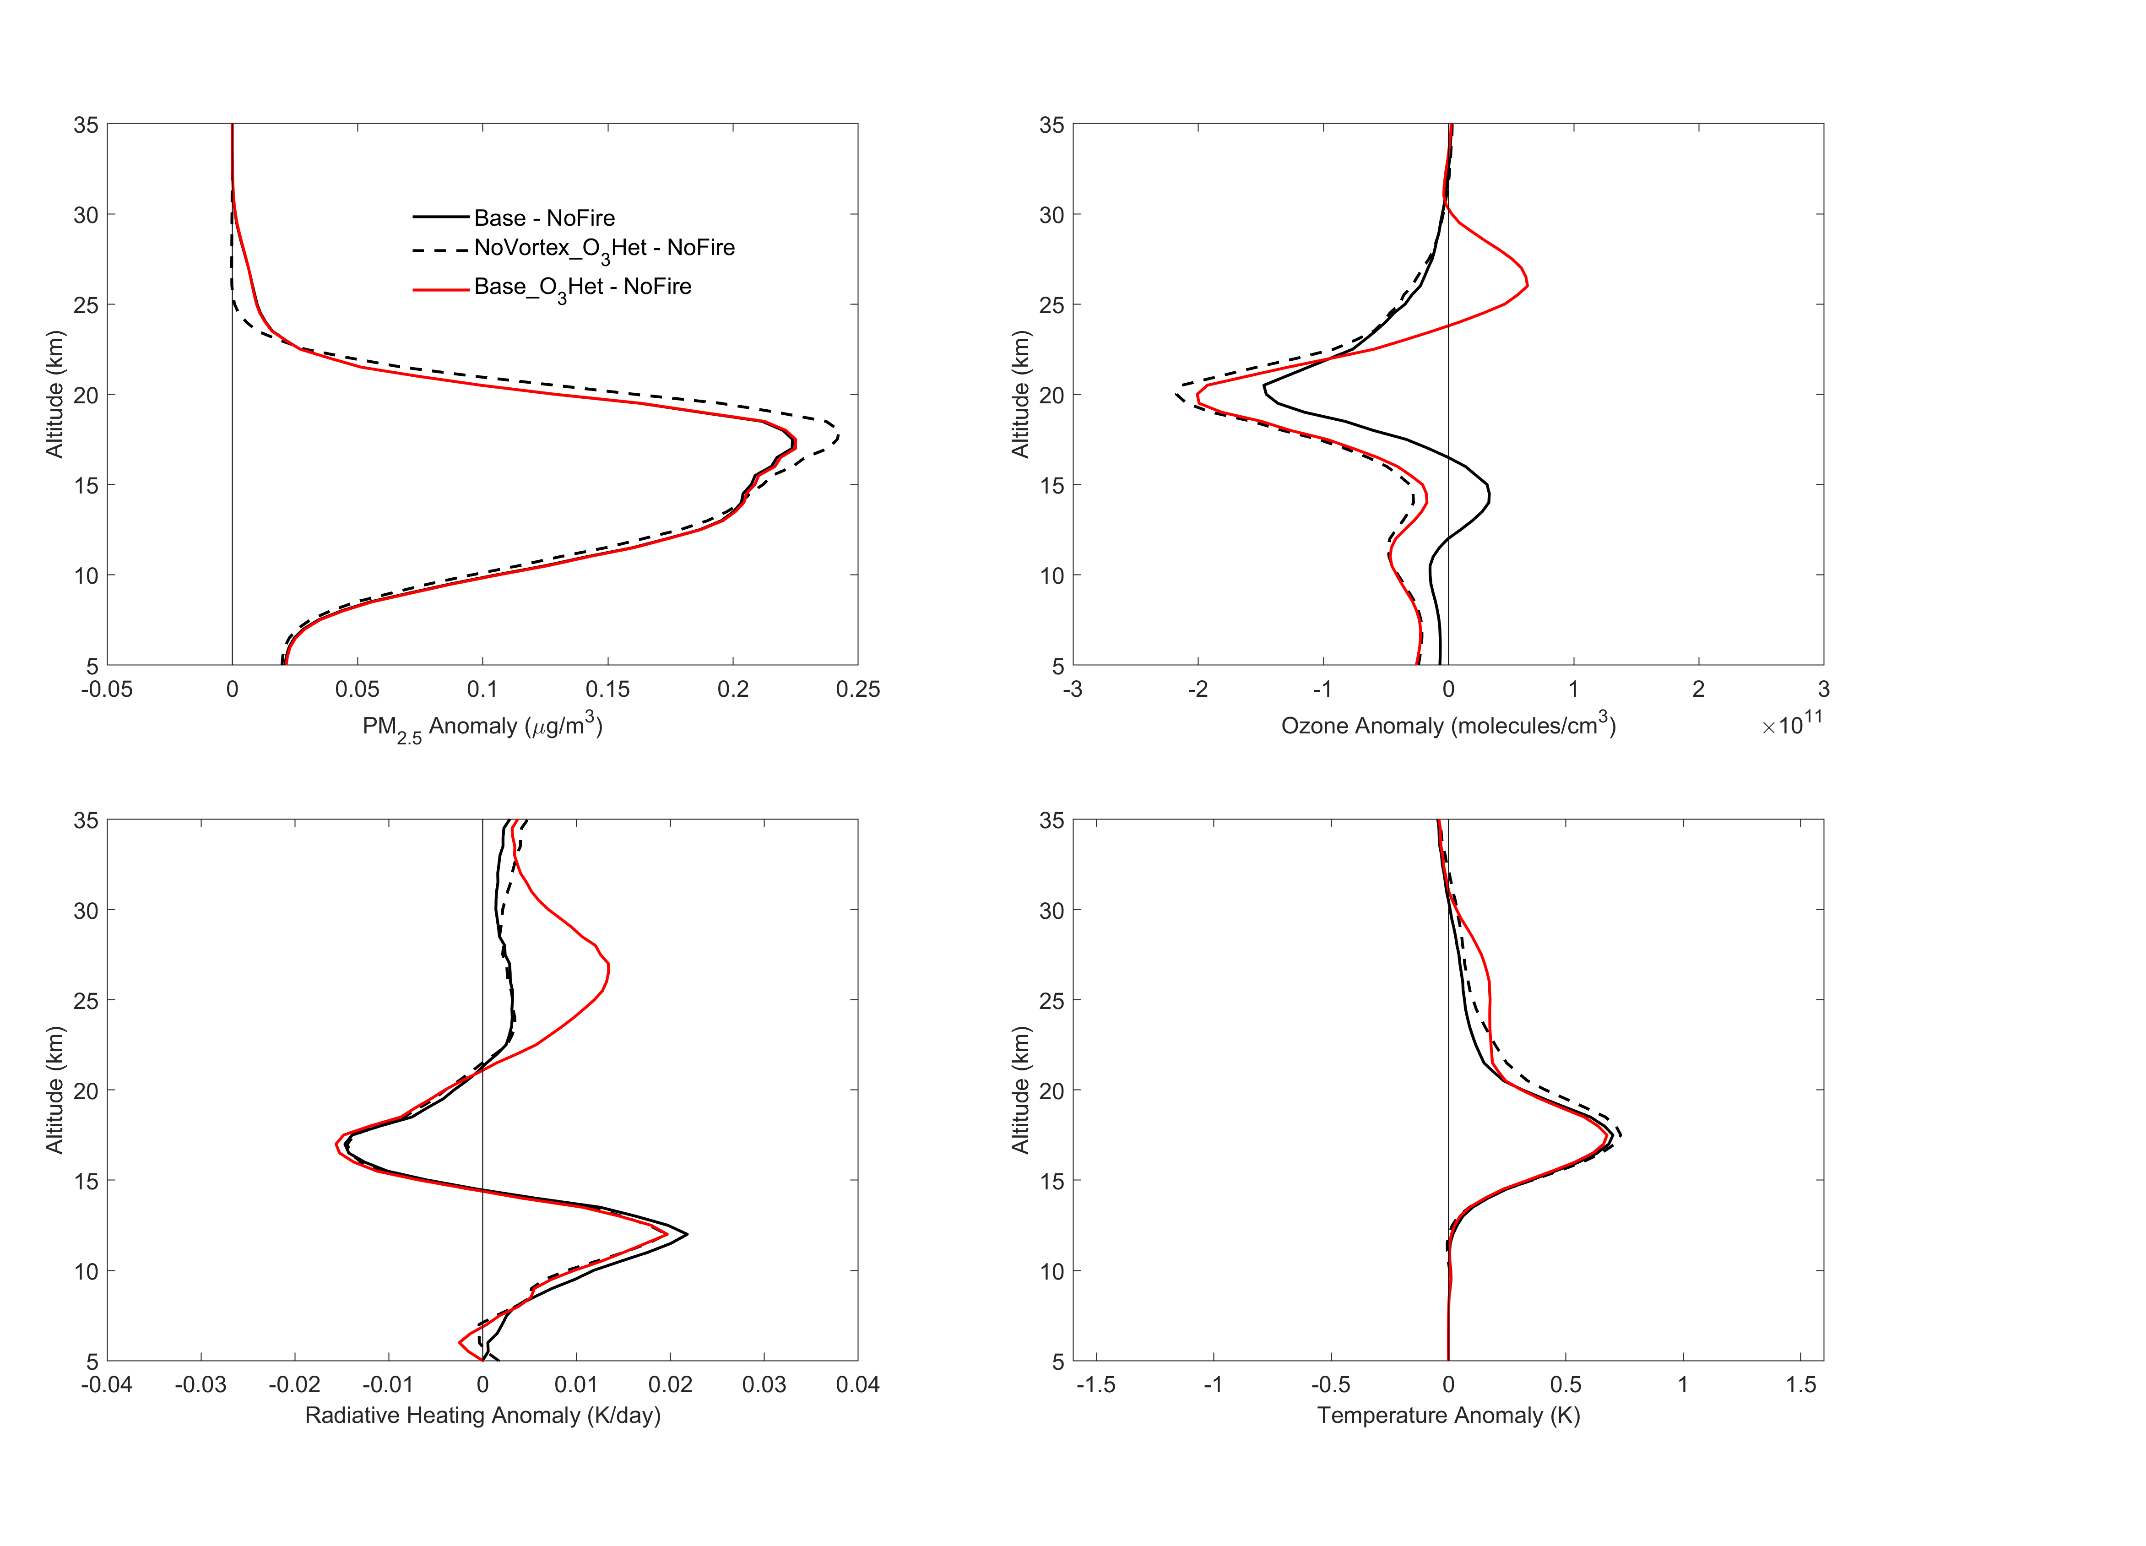 35
30
25
20
15
10
5
Altitude (km)
Base - NoFire
NoVortex_O3Het - NoFire
Base_O3Het - NoFire
-0.05 0 0.05 0.1 0.15 0.2 0.25
PM2.5 Anomaly (μg/m3)
35
30
25
20
15
10
5
Altitude (km)
-3 -2 -1 0 1 2 3
Ozone Anomaly (molecules/cm3) ×1011
35
30
25
20
15
10
5
Altitude (km)
-0.04 -0.03 -0.02 -0.01 0 0.01 0.02 0.03 0.04
Radiative Heating Anomaly (K/day)
35
30
25
20
15
10
5
Altitude (km)
-1.5 -1 -0.5 0 0.5 1 1.5
Temperature Anomaly (K)